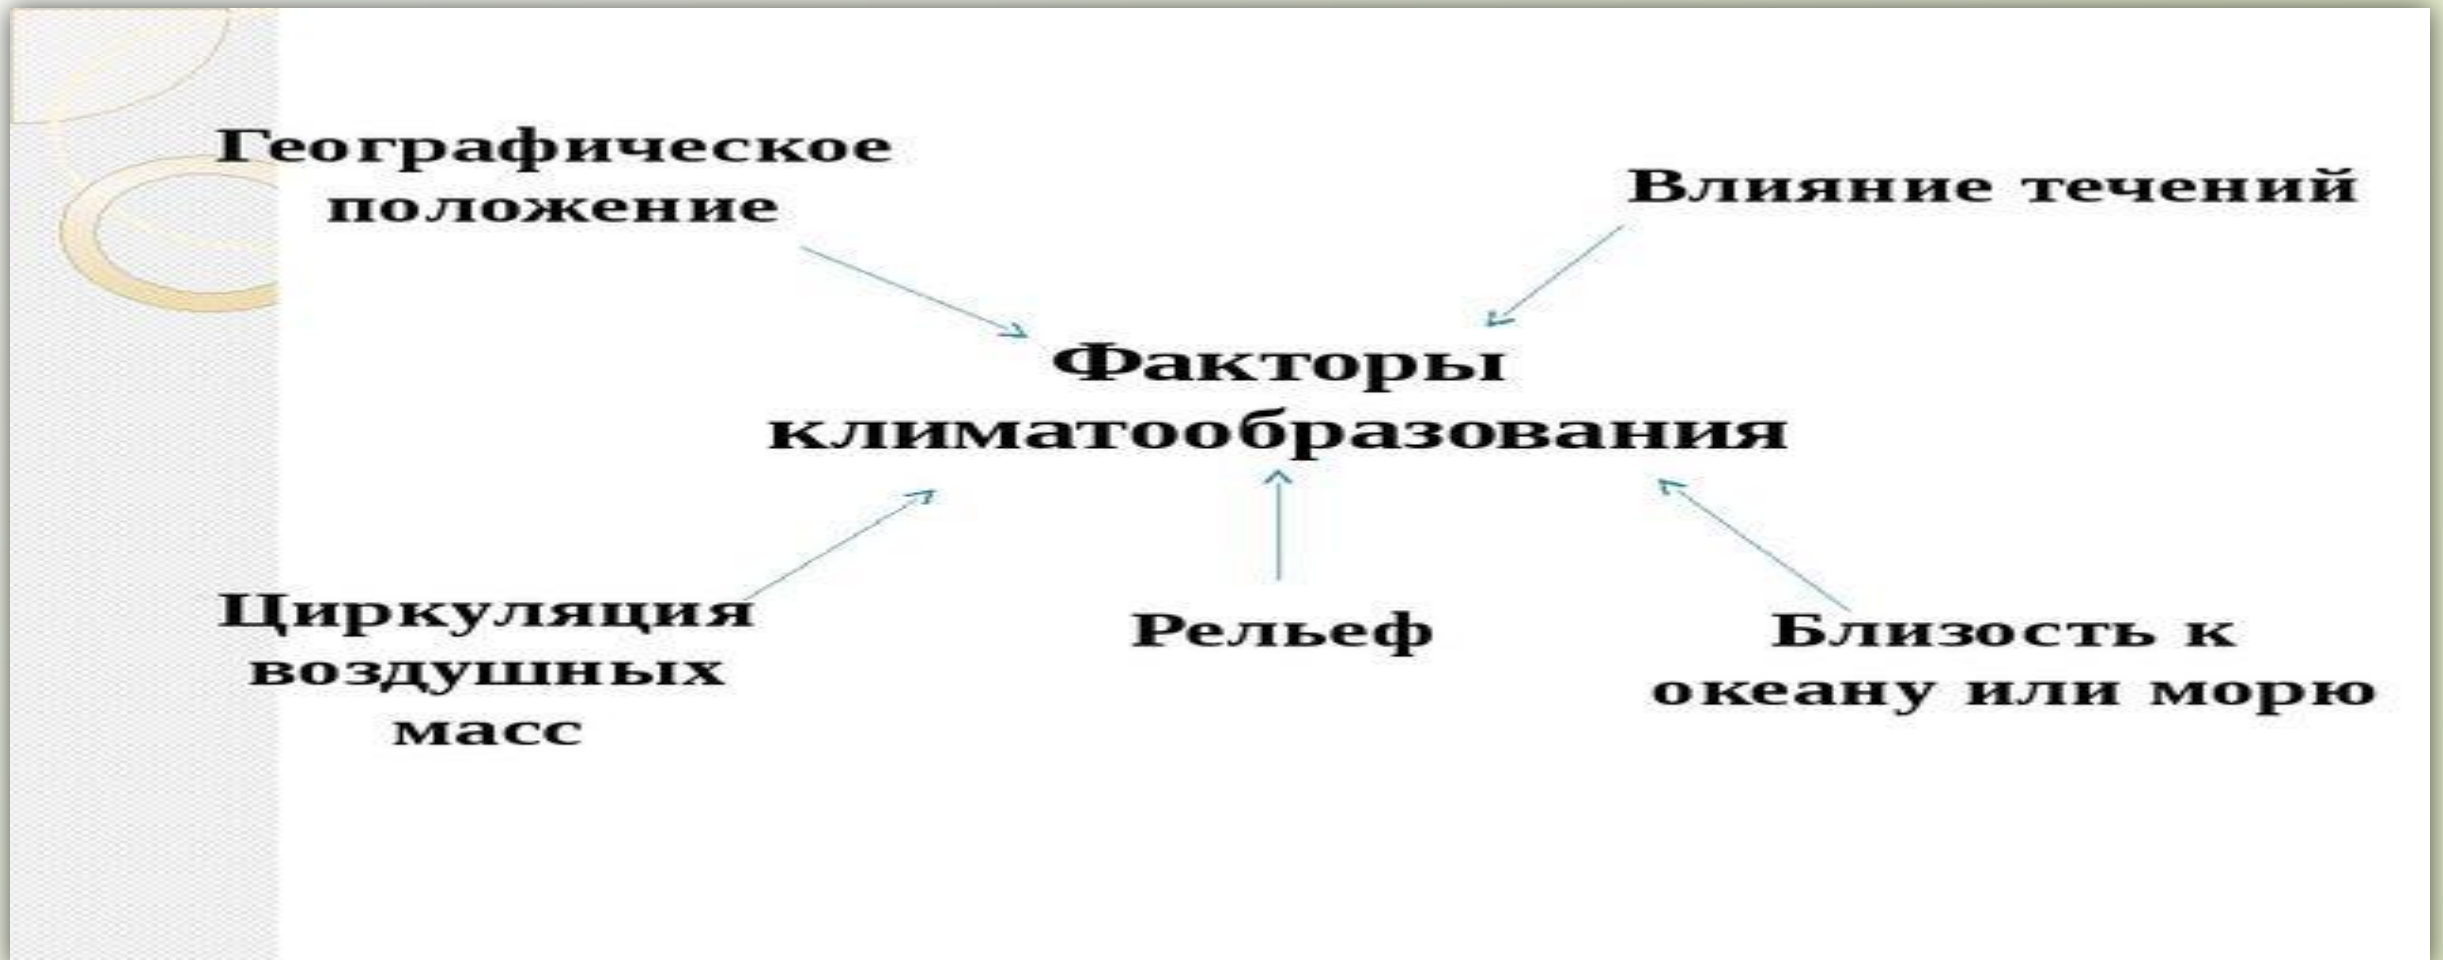 Географическое
положение
Влияние течений
Факторы
климатообразования
Циркуляция
воздушных
масс
Рельеф
Близость к
океану или морю